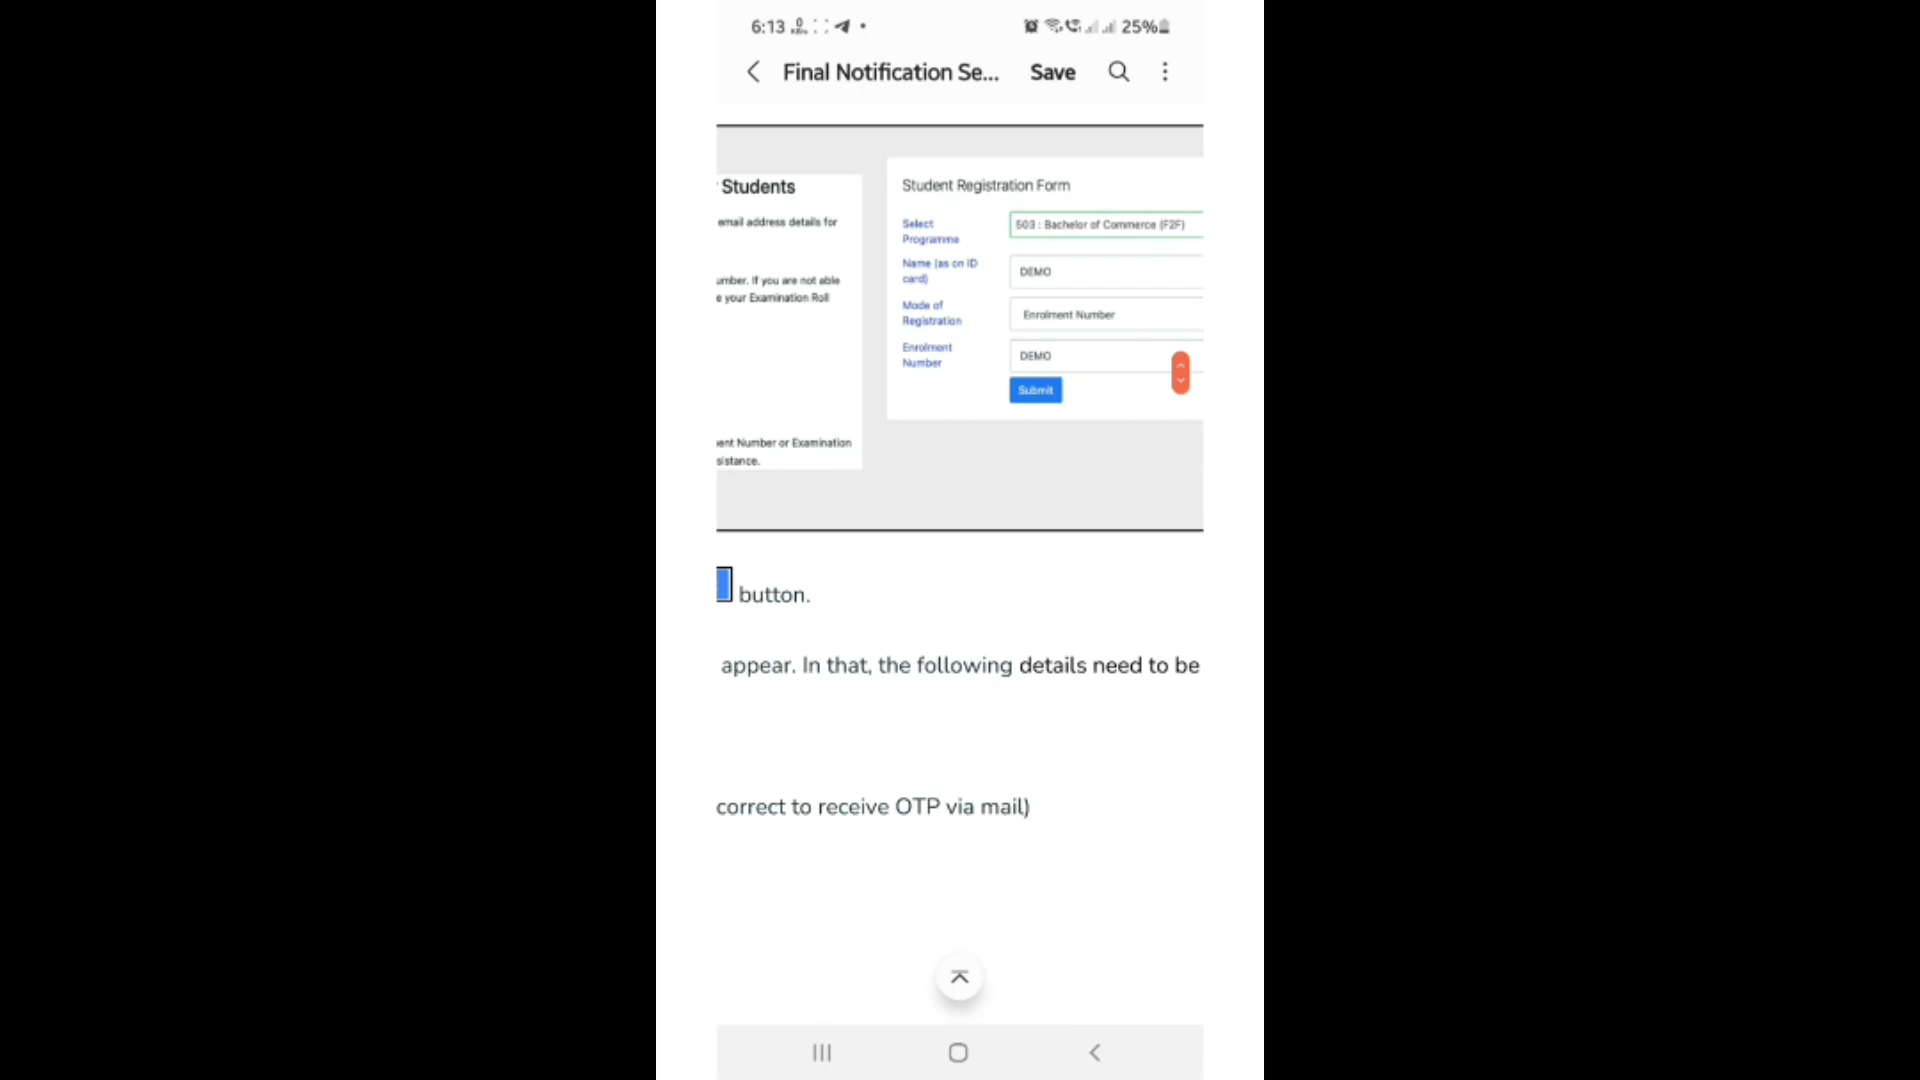 6:13
25%
Final Notification Se...
Save
Students
email address details for
umber. If you are not able
e your Examination Roll
ent Number or Examination
sistance.
Student Registration Form
Select
Programme
503 : Bachelor of Commerce (F2F)
Name (as on ID
card)
DEMO
Mode of
Registration
Enrolment Number
Enrolment
Number
DEMO
Submit
button.
appear. In that, the following details need to be
correct to receive OTP via mail)